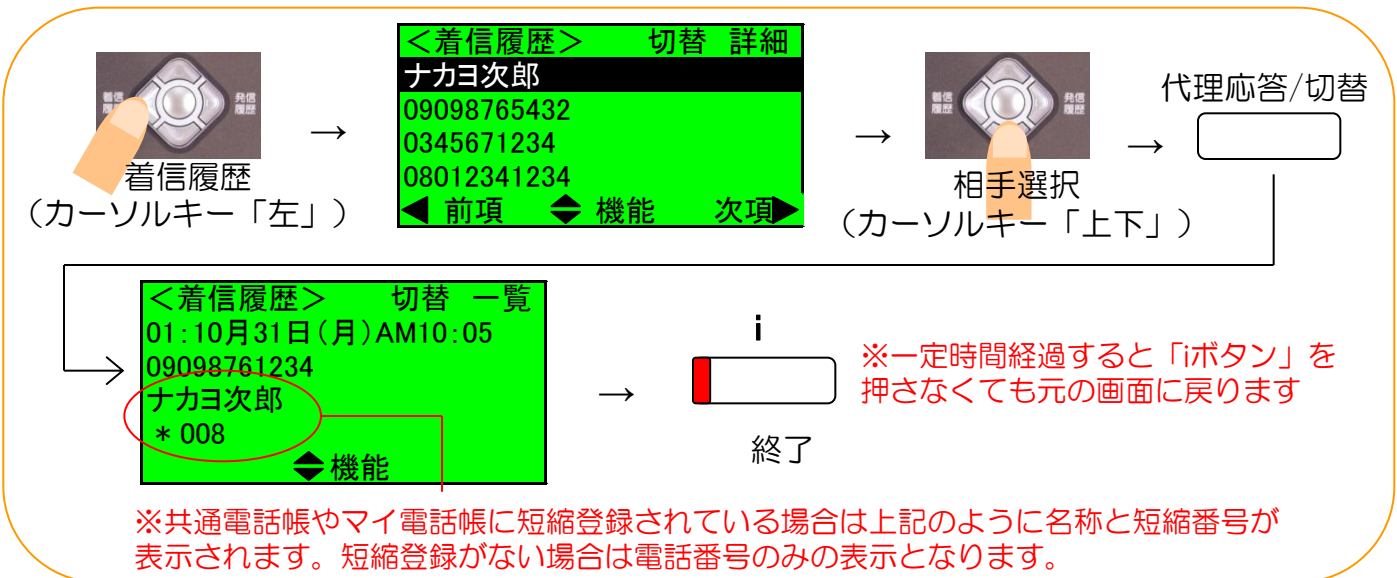 着信履歴 発信履歴
着信履歴
(カーソルキー「左」)
→
<着信履歴> 切替 詳細
ナカヨ次郎
09098765432
0345671234
08012341234
◀ 前項 ◆ 機能 次項▶
→
着信履歴 発信履歴
相手選択
(カーソルキー「上下」)
→
代理応答/切替
<着信履歴> 切替 一覧
01:10月31日(月)AM10:05
09098761234
ナカヨ次郎
*008
◆機能
→
i
終了
※一定時間経過すると「iボタン」を
押さなくても元の画面に戻ります
※共通電話帳やマイ電話帳に短縮登録されている場合は上記のように名称と短縮番号が
表示されます。短縮登録がない場合は電話番号のみの表示となります。